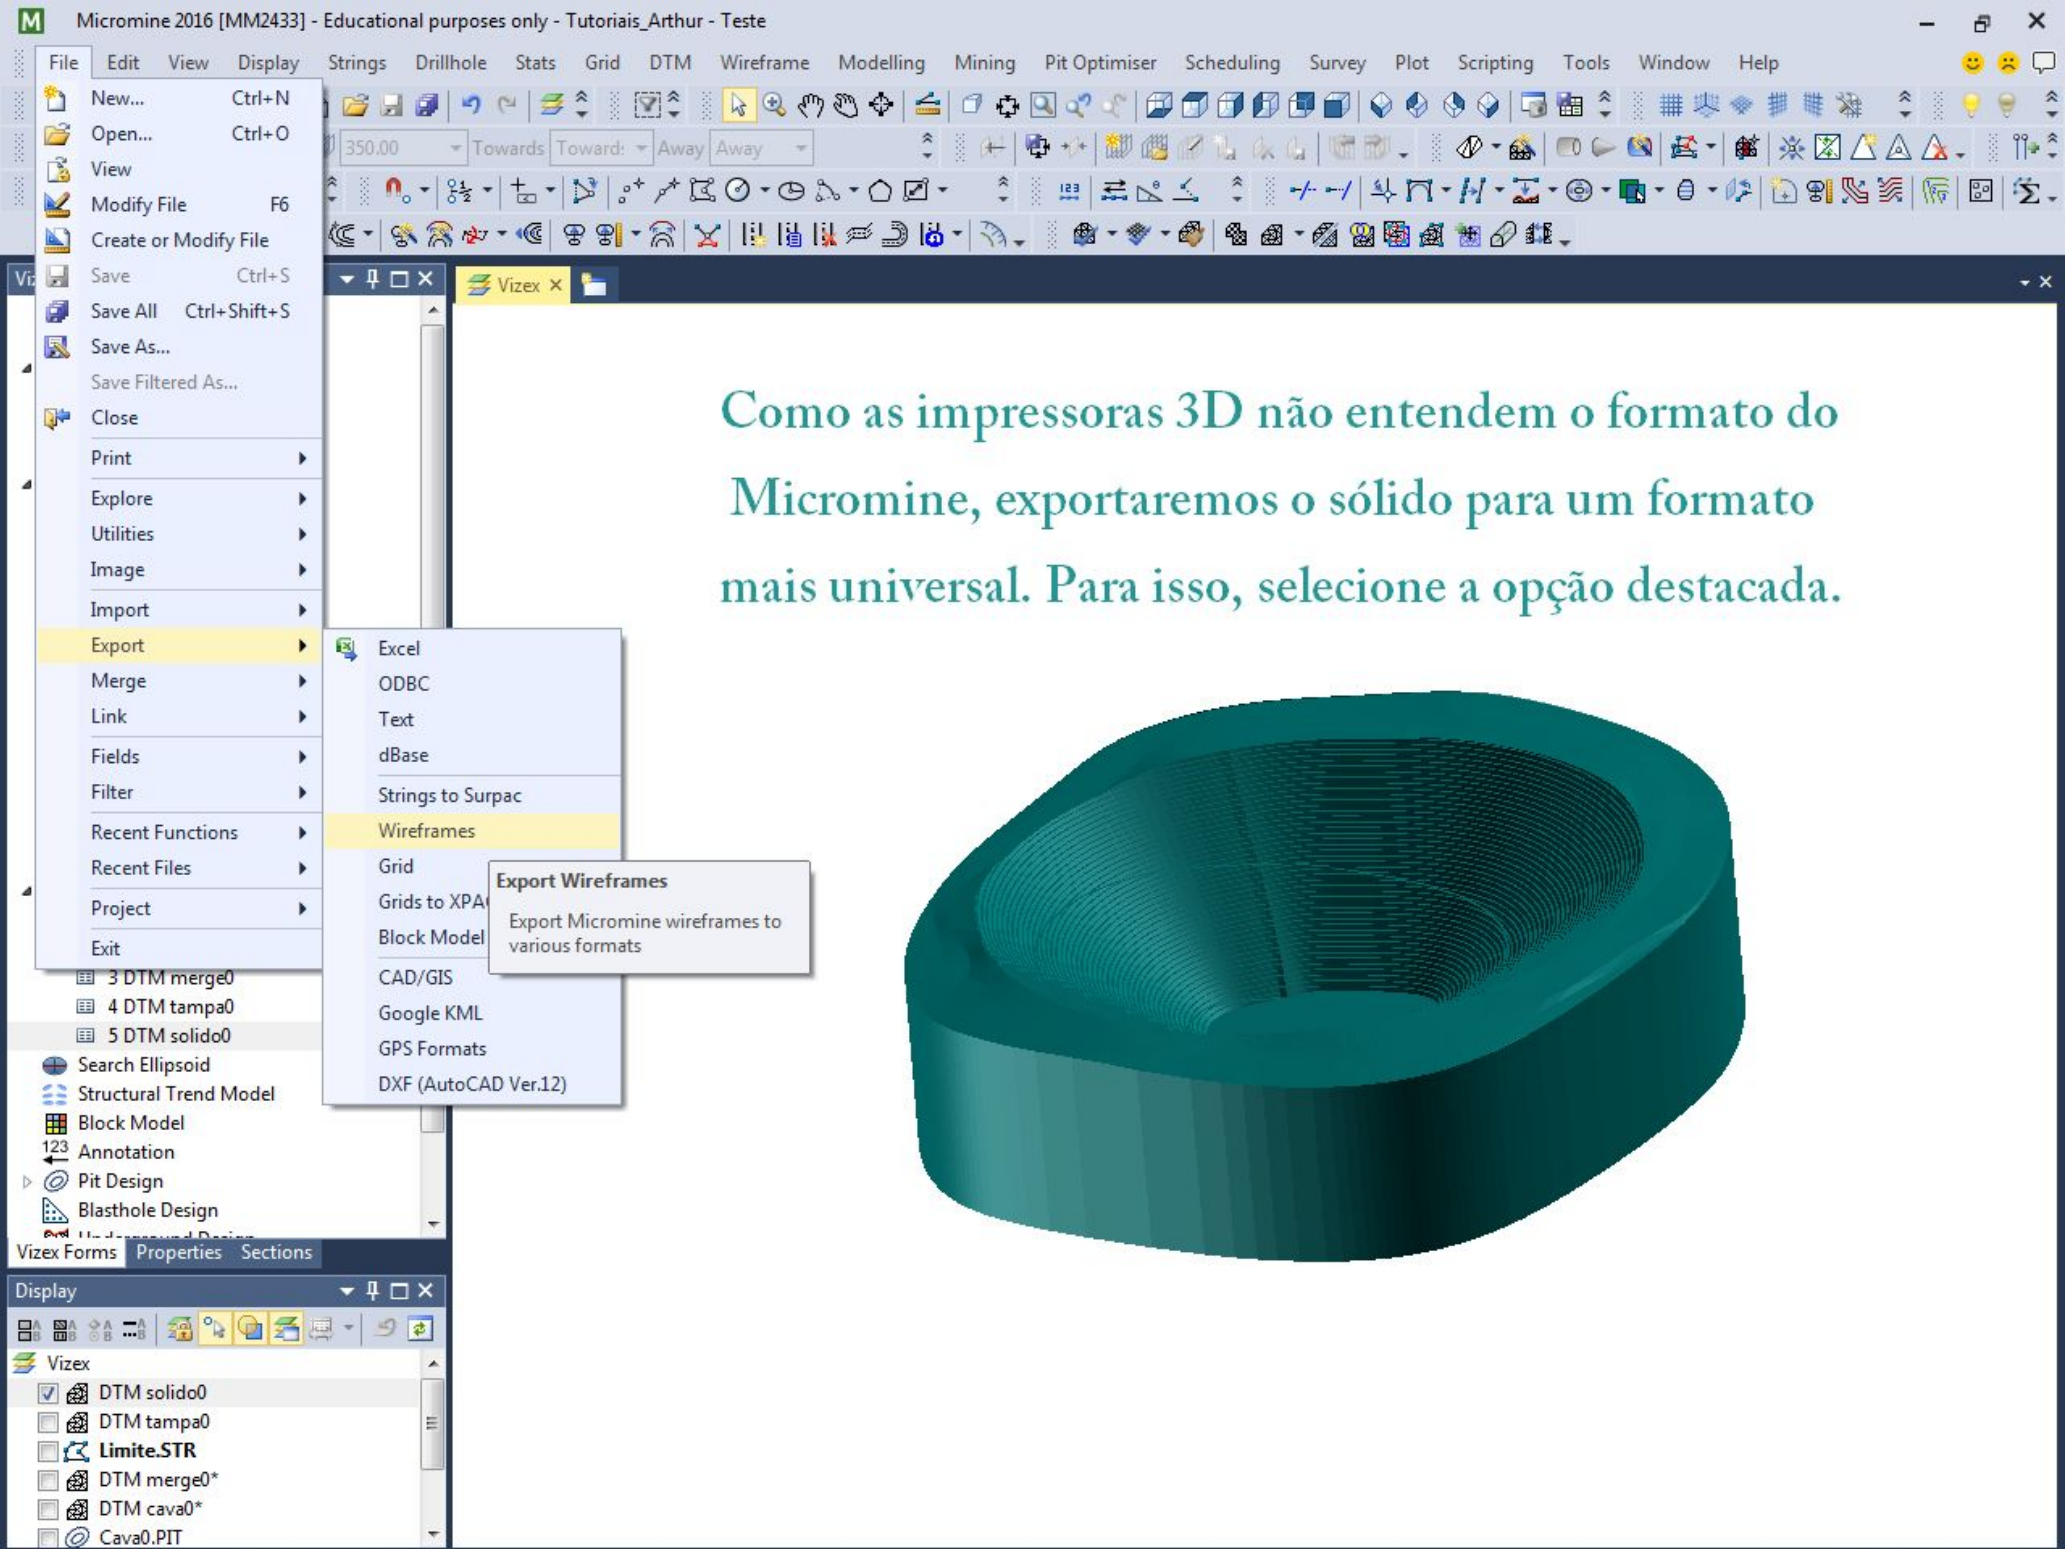 Micromine 2016 [MM2433] - Educational purposes only - Tutoriais_Arthur - Teste
File Edit View Display Strings Drillhole Stats Grid DTM Wireframe Modelling Mining Pit Optimiser Scheduling Survey Plot Scripting Tools Window Help
New... Ctrl+N
Open... Ctrl+O
View
Modify File F6
Create or Modify File
Save Ctrl+S
Save All Ctrl+Shift+S
Save As...
Save Filtered As...
Close
Print
Explore
Utilities
Image
Import
Export
Merge
Link
Fields
Filter
Recent Functions
Recent Files
Project
Exit
350.00 Towards Toward: Away Away
Vizex
Como as impressoras 3D não entendem o formato do
Micromine, exportaremos o sólido para um formato
mais universal. Para isso, selecione a opção destacada.
Excel
ODBC
Text
dBase
Strings to Surpac
Wireframes
Grid
Grids to XPA
Block Model
CAD/GIS
Google KML
GPS Formats
DXF (AutoCAD Ver.12)
Export Wireframes
Export Micromine wireframes to
various formats
3 DTM merge0
4 DTM tampa0
5 DTM solido0
Search Ellipsoid
Structural Trend Model
Block Model
123 Annotation
Pit Design
Blasthole Design
Vizex Forms Properties Sections
Display
Vizex
DTM solido0
DTM tampa0
Limite.STR
DTM merge0*
DTM cava0*
Cava0.PIT